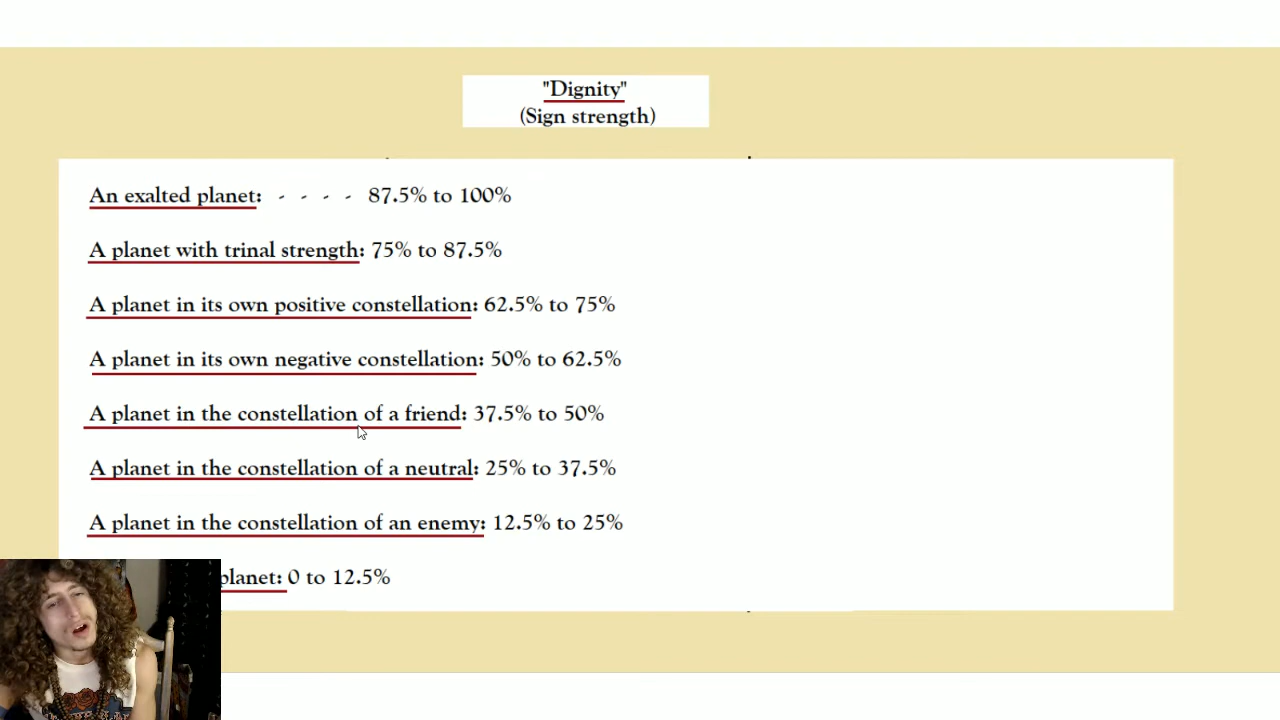 "Dignity"
(Sign strength)
An exalted planet: - - - - 87.5% to 100%
A planet with trinal strength: 75% to 87.5%
A planet in its own positive constellation: 62.5% to 75%
A planet in its own negative constellation: 50% to 62.5%
A planet in the constellation of a friend: 37.5% to 50%
A planet in the constellation of a neutral: 25% to 37.5%
A planet in the constellation of an enemy: 12.5% to 25%
planet: 0 to 12.5%